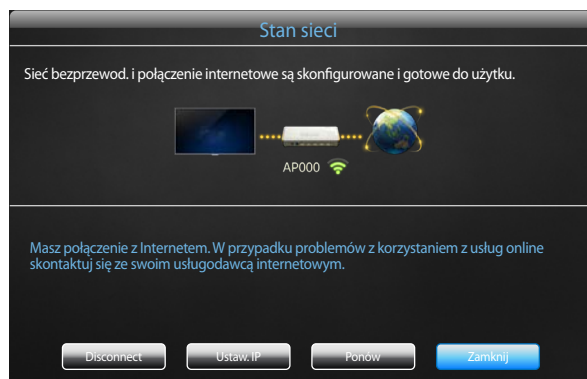 Stan sieci
Sieć bezprzewod. i połączenie internetowe są skonfigurowane i gotowe do użytku.
AP000
Masz połączenie z Internetem. W przypadku problemów z korzystaniem z usług online
skontaktuj się ze swoim usługodawcą internetowym.
Disconnect
Ustaw. IP
Ponów
Zamknij